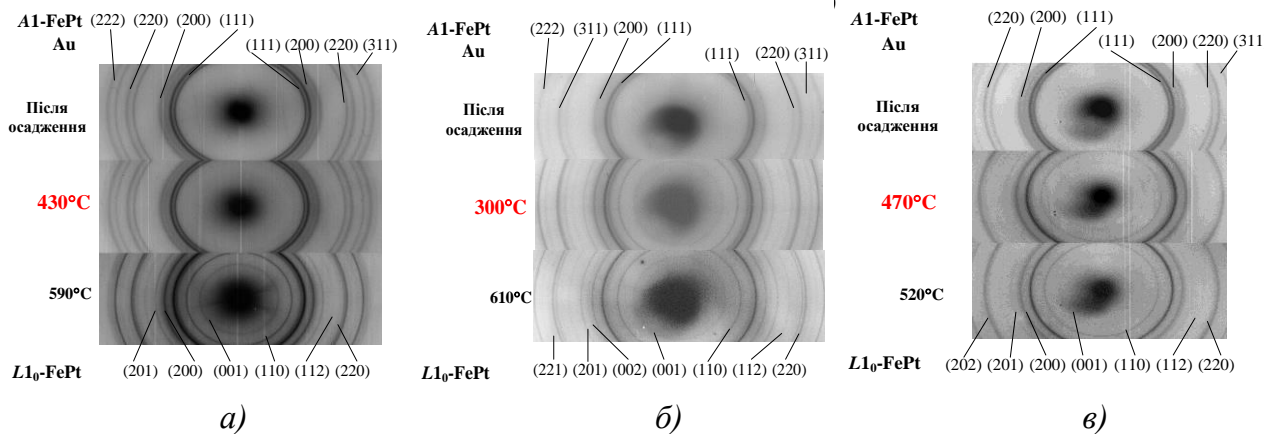 A1-FePt (222) (220) (200) (111)
Au (111) (200) (220) (311)
Після
осадження
430°C
590°C
L1₀-FePt (201) (200) (001) (110) (112) (220)
а)
A1-FePt (222) (311) (200) (111)
Au (111) (220) (311)
Після
осадження
300°C
610°C
L1₀-FePt (221) (201) (002) (001) (110) (112) (220)
б)
A1-FePt (220) (200) (111)
Au (111) (200) (220) (311
Після
осадження
470°C
520°C
L1₀-FePt (202) (201) (200) (001) (110) (112) (220)
в)